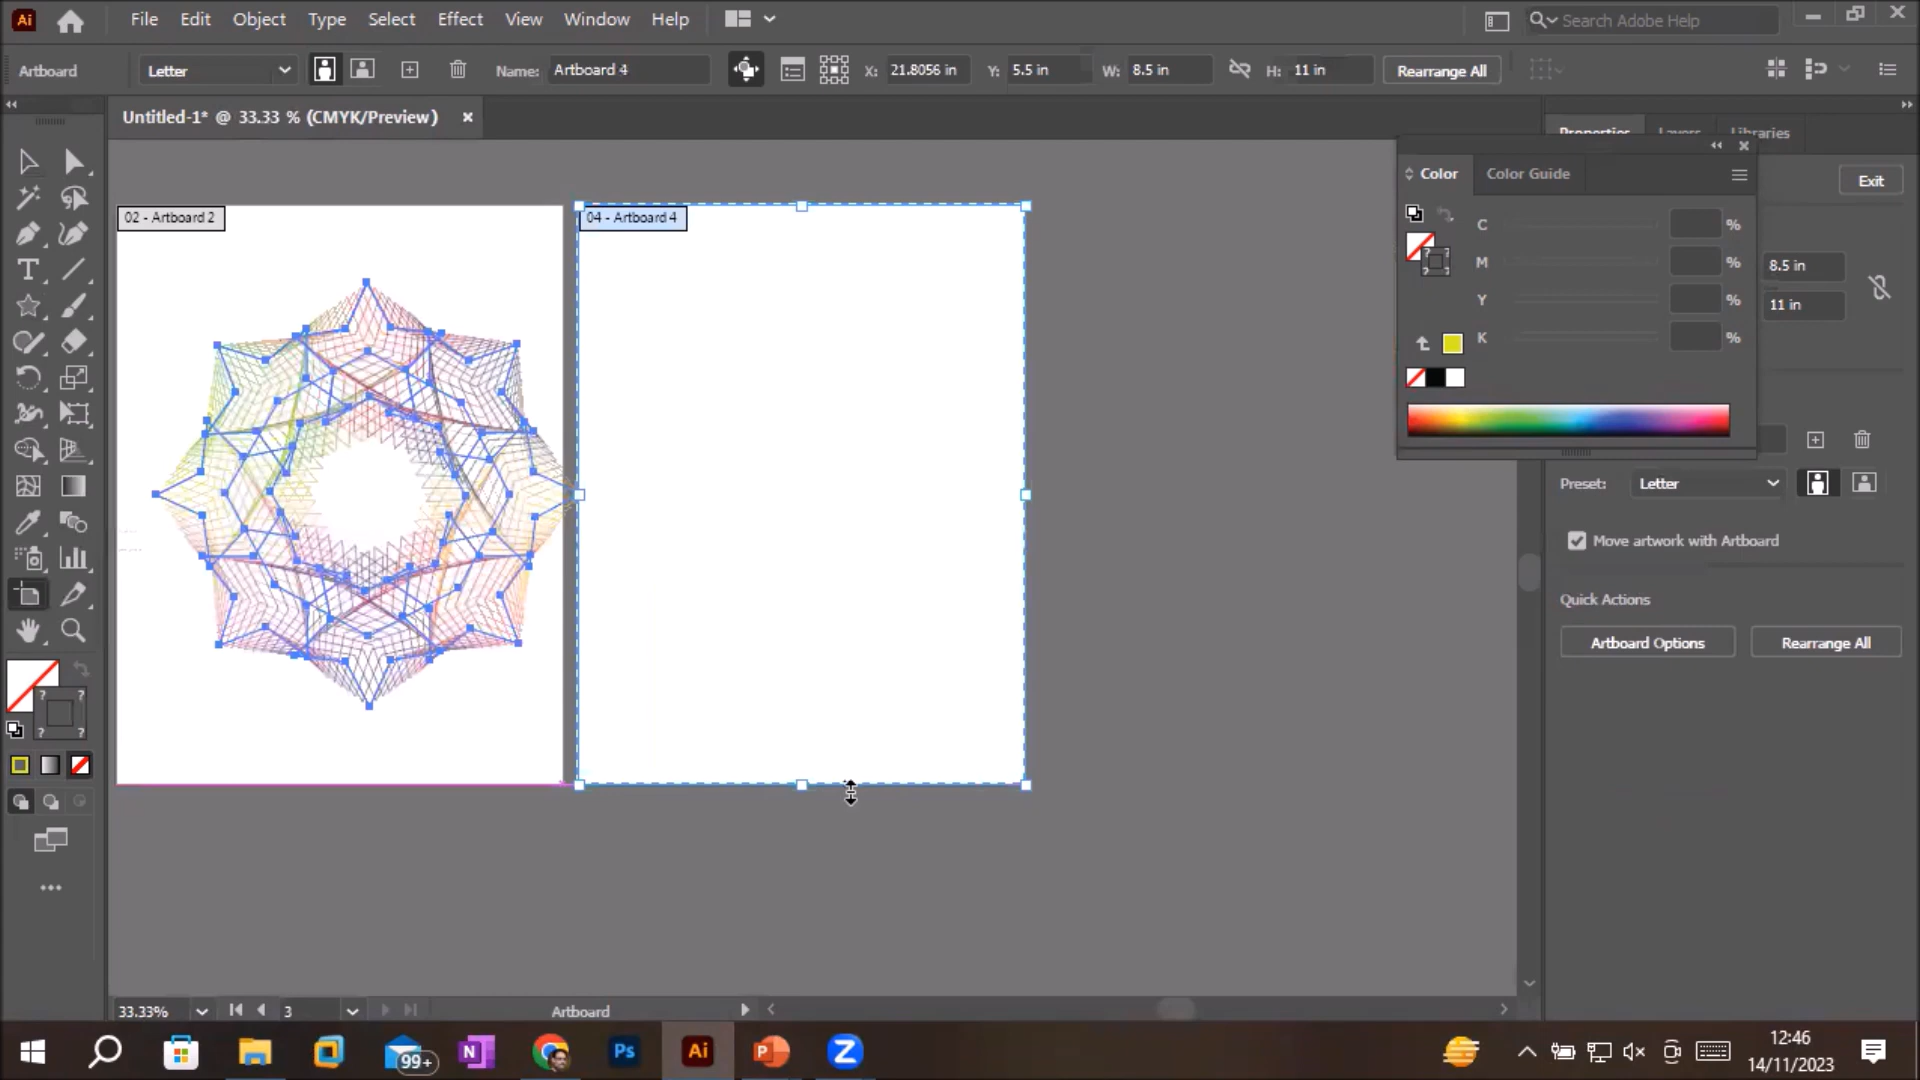 Ai File Edit Object Type Select Effect View Window Help Search Adobe Help
Artboard Letter Name: Artboard 4 X: 21.8056 in Y: 5.5 in W: 8.5 in H: 11 in Rearrange All
Untitled-1* @ 33.33 % (CMYK/Preview) ×
Properties Layers Libraries
Color Color Guide
Exit
02 - Artboard 2
04 - Artboard 4
C %
M % 8.5 in
Y % 11 in
K %
Preset: Letter
Move artwork with Artboard
Quick Actions
Artboard Options Rearrange All
33.33% 3 Artboard
99+ N Ps Ai P Z
12:46
14/11/2023